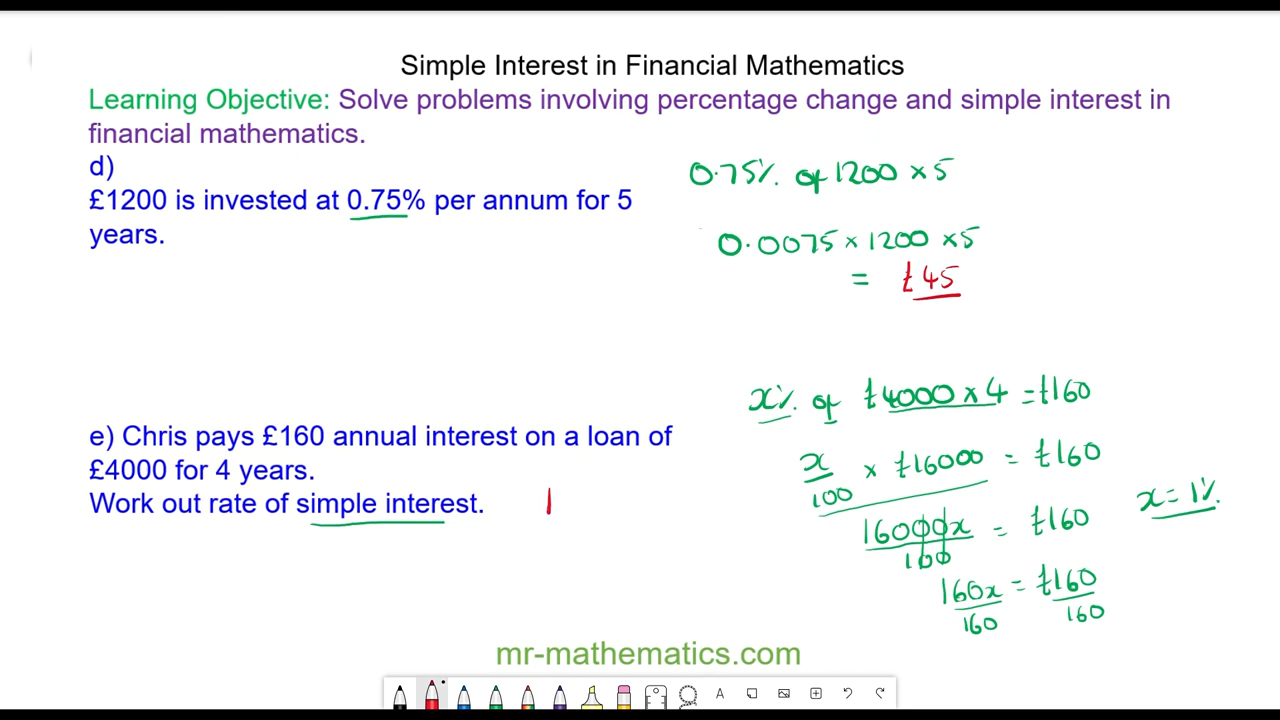 Simple Interest in Financial Mathematics
Learning Objective: Solve problems involving percentage change and simple interest in
financial mathematics.
d)
£1200 is invested at 0.75% per annum for 5
years.
0.75% of 1200 × 5
0.0075 × 1200 × 5
= £45
e) Chris pays £160 annual interest on a loan of
£4000 for 4 years.
Work out rate of simple interest.
1
x% of £4000 × 4 = £160
x/100 × £16000 = £160
16000x/100 = £160
160x/160 = £160/160
x = 1%
mr-mathematics.com
A